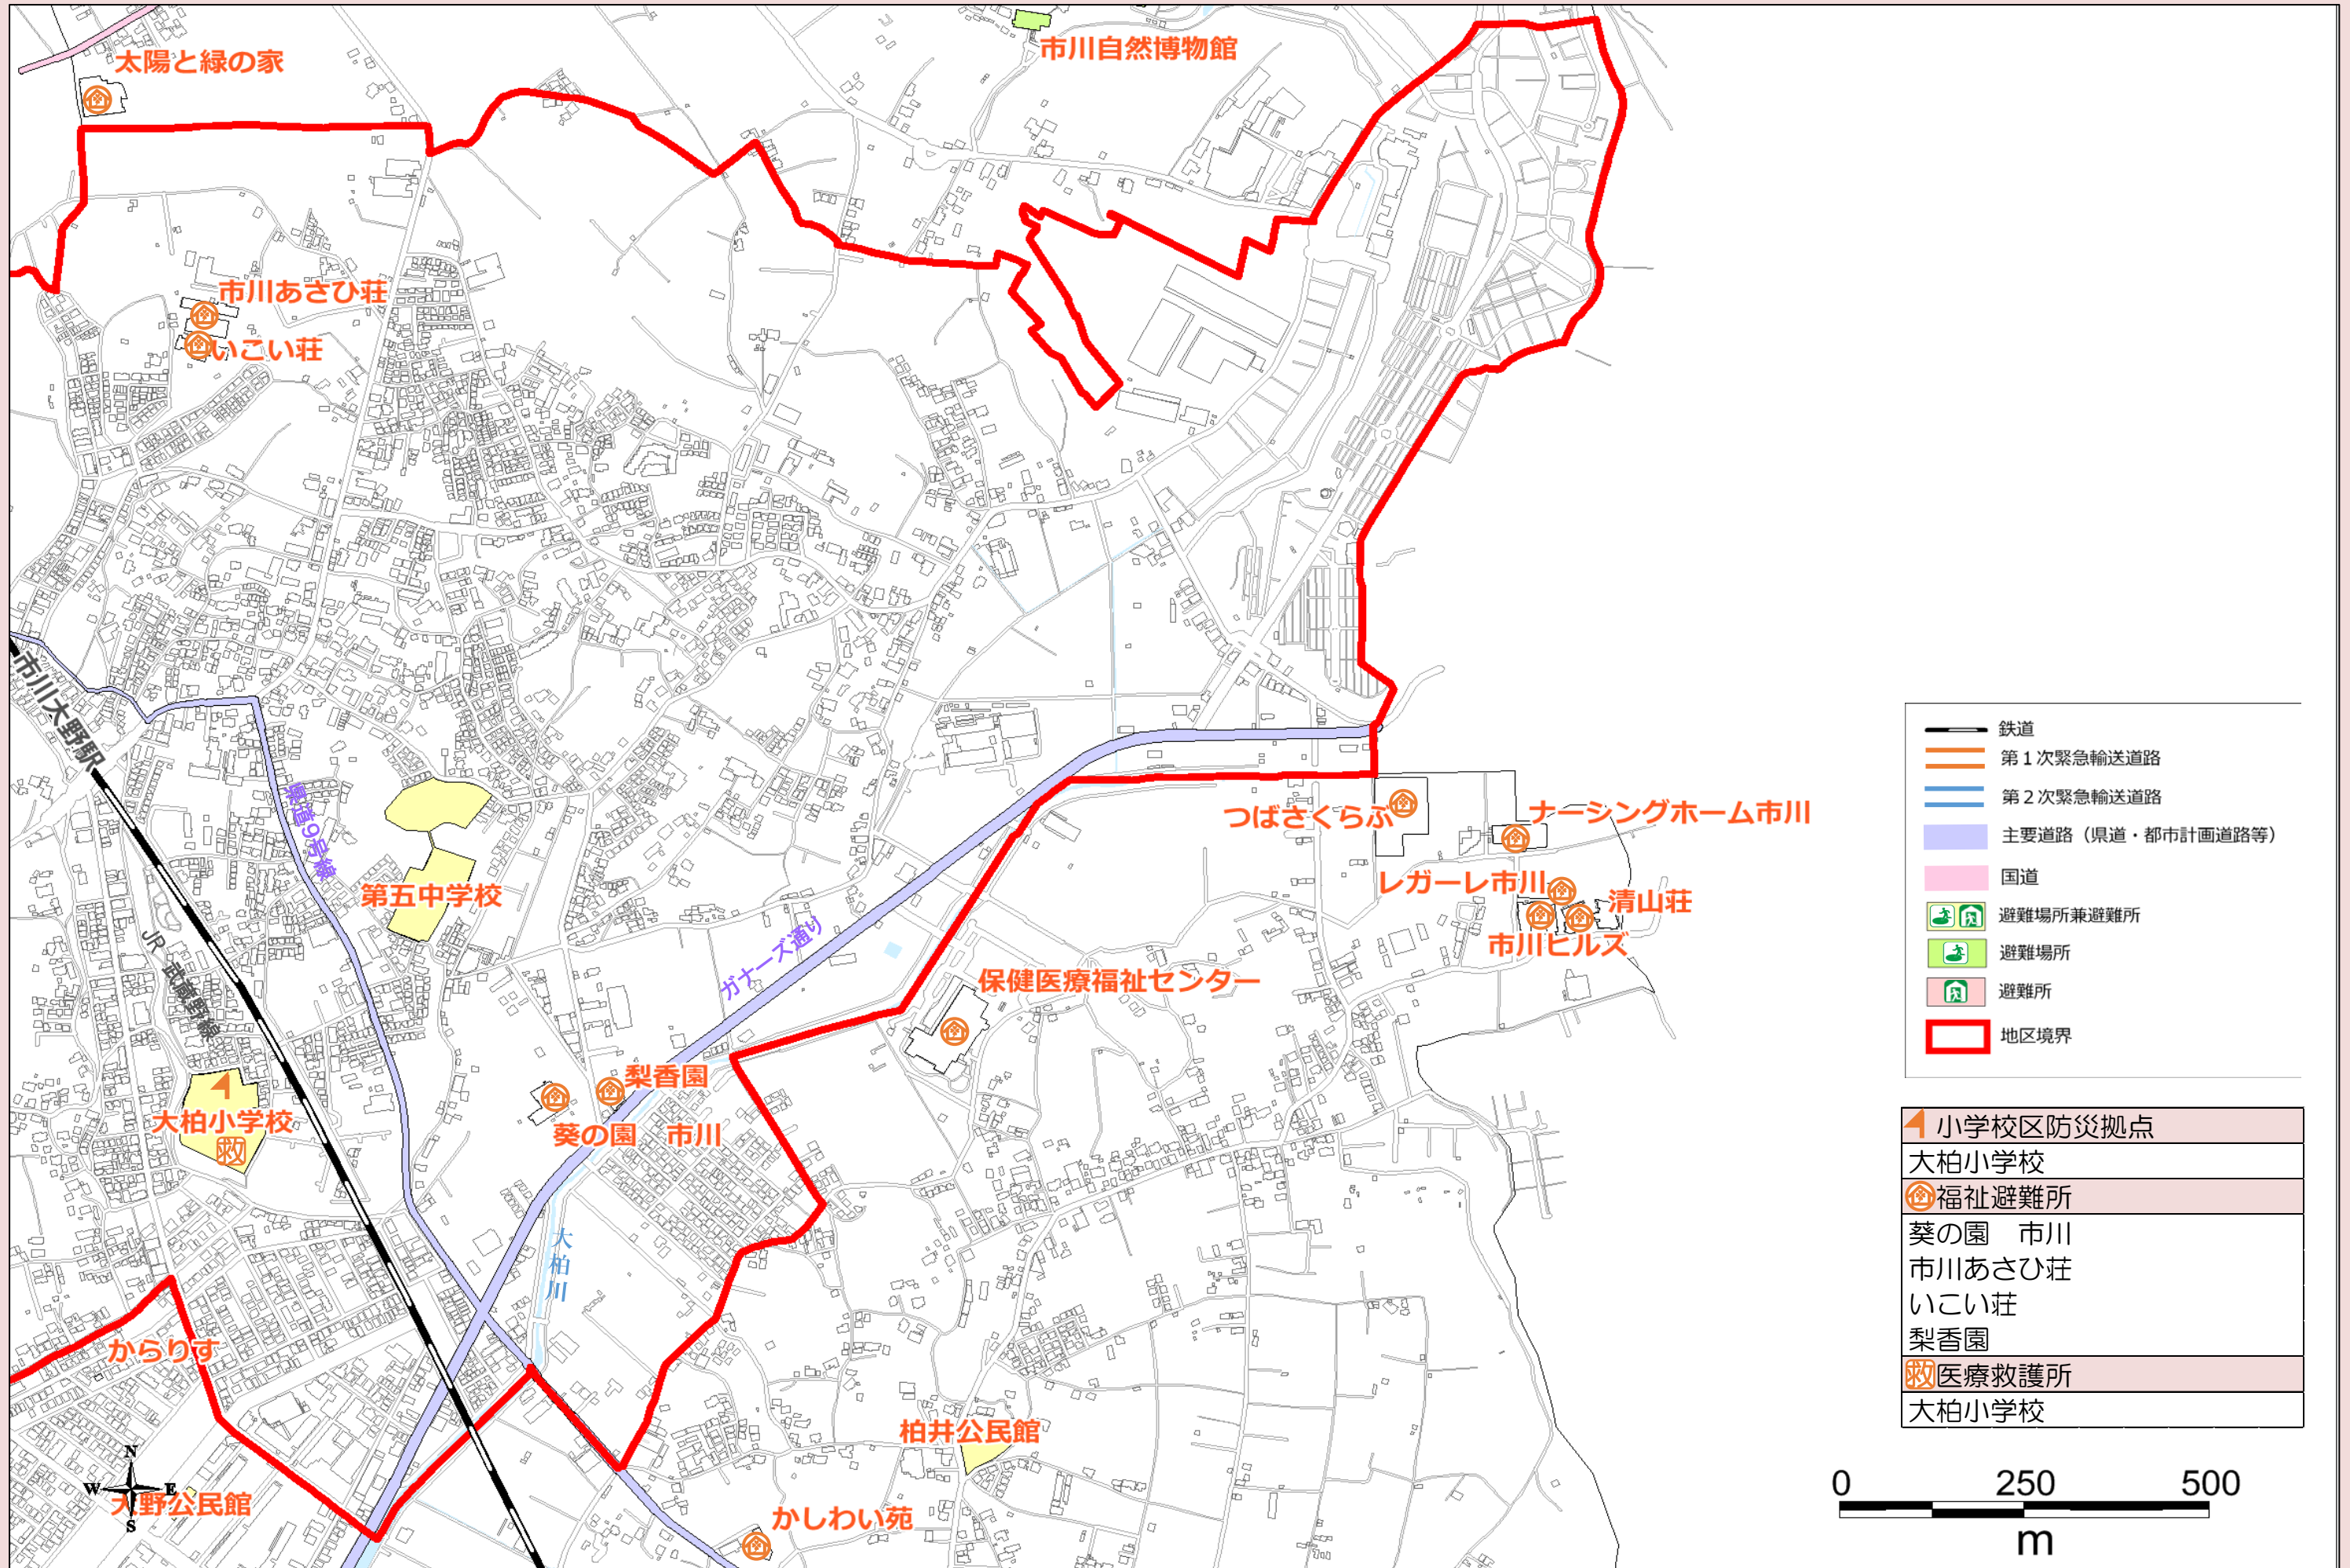 太陽と緑の家
市川自然博物館
市川あさひ荘
いこい荘
市川大野駅
県道9号線
第五中学校
JR 武蔵野線
ガナーズ通り
つばさくらぶ
ナーシングホーム市川
レガーレ市川
清山荘
市川ヒルズ
保健医療福祉センター
梨香園
葵の園 市川
大柏小学校
救
大柏川
からりす
柏井公民館
大野公民館
かしわい苑
N
W
E
S
鉄道
第1次緊急輸送道路
第2次緊急輸送道路
主要道路（県道・都市計画道路等）
国道
避難場所兼避難所
避難場所
避難所
地区境界
小学校区防災拠点
大柏小学校
福祉避難所
葵の園 市川
市川あさひ荘
いこい荘
梨香園
救医療救護所
大柏小学校
0 250 500
m